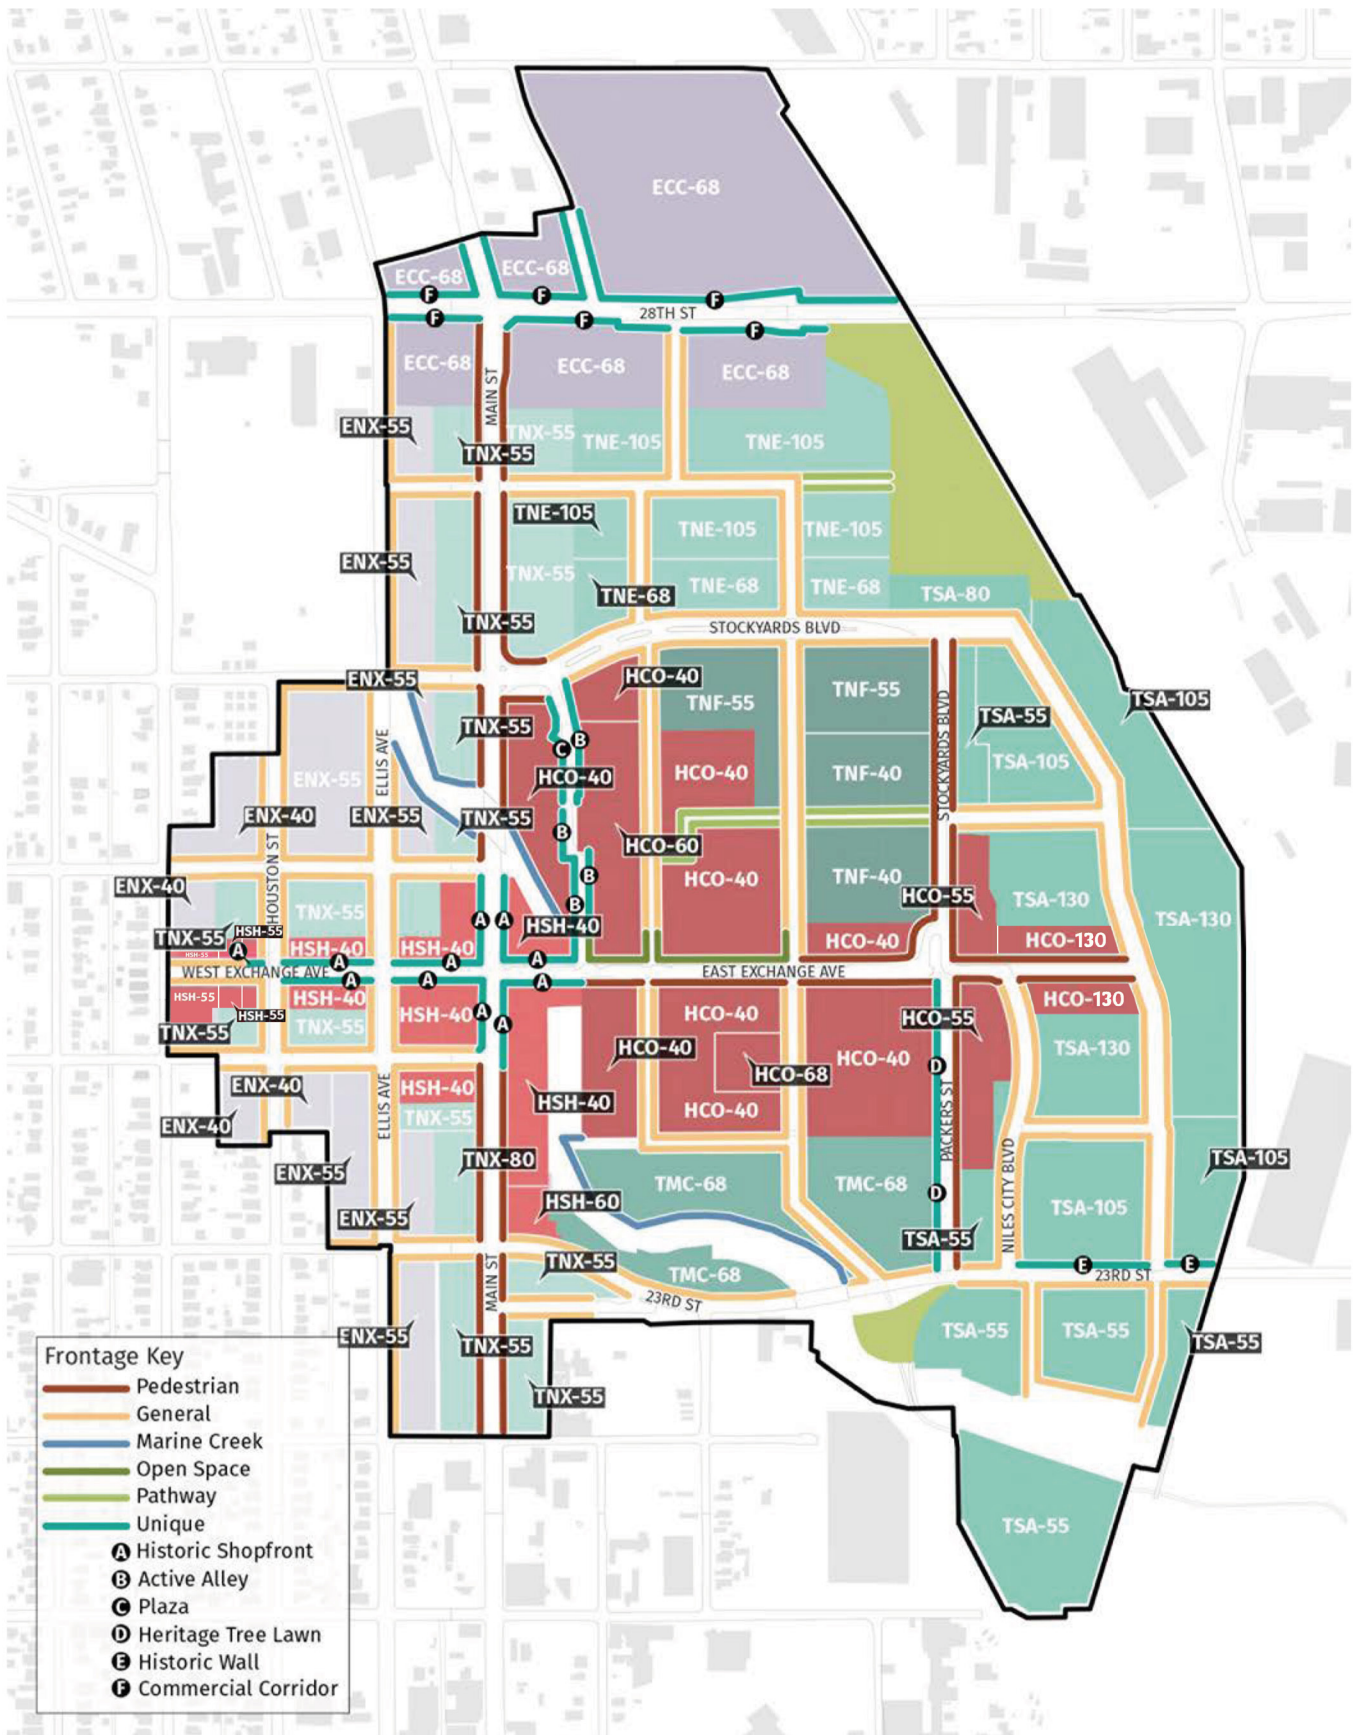 ECC-68
ECC-68
ECC-68
F
F
F
28TH ST
F
F
F
ECC-68
ECC-68
ECC-68
MAIN ST
ENX-55
TNX-55
TNX-55
TNE-105
TNE-105
TNE-105
TNE-105
TNE-105
ENX-55
TNX-55
TNE-68
TNE-68
TNE-68
TSA-80
TNX-55
STOCKYARDS BLVD
ENX-55
HCO-40
TNF-55
TNF-55
TSA-55
TSA-105
TNX-55
B
C
ELLIS AVE
STOCKYARDS BLVD
ENX-55
HCO-40
HCO-40
TNF-40
TSA-105
ENX-40
ENX-55
TNX-55
B
HCO-60
HOUSTON ST
ENX-40
B
HCO-40
TNF-40
HCO-55
TSA-130
TSA-130
TNX-55
A
A
B
HSH-40
TNX-55
HSH-55
A
HSH-55
HSH-40
A
HSH-40
A
A
HCO-40
HCO-130
WEST EXCHANGE AVE
EAST EXCHANGE AVE
A
A
A
HSH-55
HSH-40
HSH-40
A
A
HCO-40
HCO-55
HCO-130
TNX-55
HSH-55
TNX-55
HCO-40
HCO-40
D
TSA-130
HCO-68
ENX-40
ELLIS AVE
HSH-40
HSH-40
HCO-40
PACKERS ST
TNX-55
ENX-40
ENX-55
TNX-80
NILES CITY BLVD
TSA-105
TMC-68
TMC-68
D
HSH-60
ENX-55
TSA-105
TSA-55
MAIN ST
TNX-55
TMC-68
E
E
23RD ST
23RD ST
ENX-55
TNX-55
TSA-55
TSA-55
TSA-55
TNX-55
TSA-55
Frontage Key
Pedestrian
General
Marine Creek
Open Space
Pathway
Unique
A Historic Shopfront
B Active Alley
C Plaza
D Heritage Tree Lawn
E Historic Wall
F Commercial Corridor